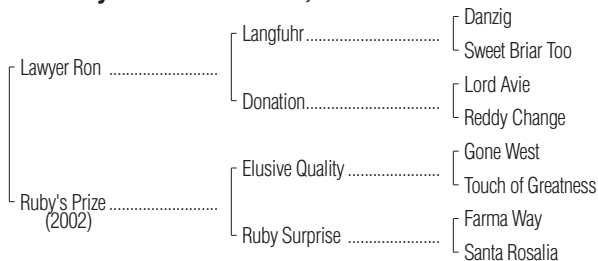 Danzig
Langfuhr
Sweet Briar Too
Lawyer Ron
Lord Avie
Donation
Reddy Change
Gone West
Elusive Quality
Touch of Greatness
Ruby's Prize
(2002)
Farma Way
Ruby Surprise
Santa Rosalia